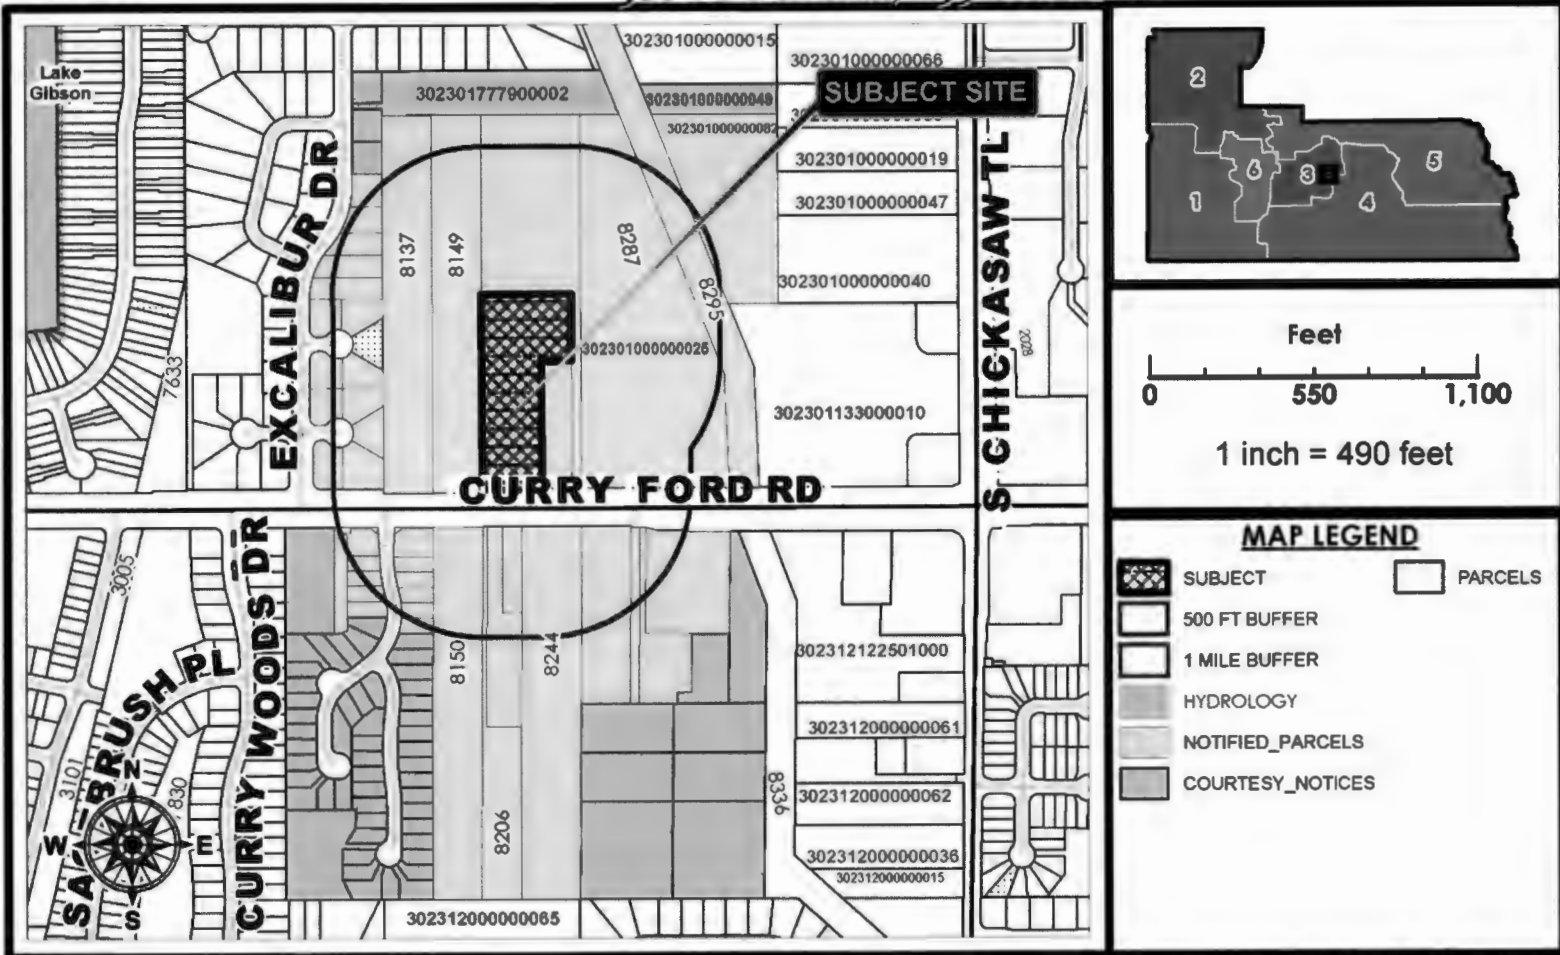 302301000000015
302301000000066
Lake
Gibson
302301777900002
302301000000049
SUBJECT SITE
302301000000082
302301000000019
302301000000047
EXCALIBUR DR
8137
8149
8287
8295
302301000000040
S CHICKASAW TL
2028
302301000000025
7633
302301133000010
CURRY FORD RD
3005
CURRY WOODS DR
8150
8244
302312122501000
BRUSH PL
302312000000061
3101
N
830
8336
302312000000062
W
E
S
8206
302312000000036
302312000000015
302312000000065
2
6
3
5
1
4
Feet
0
550
1,100
1 inch = 490 feet
MAP LEGEND
SUBJECT
PARCELS
500 FT BUFFER
1 MILE BUFFER
HYDROLOGY
NOTIFIED_PARCELS
COURTESY_NOTICES